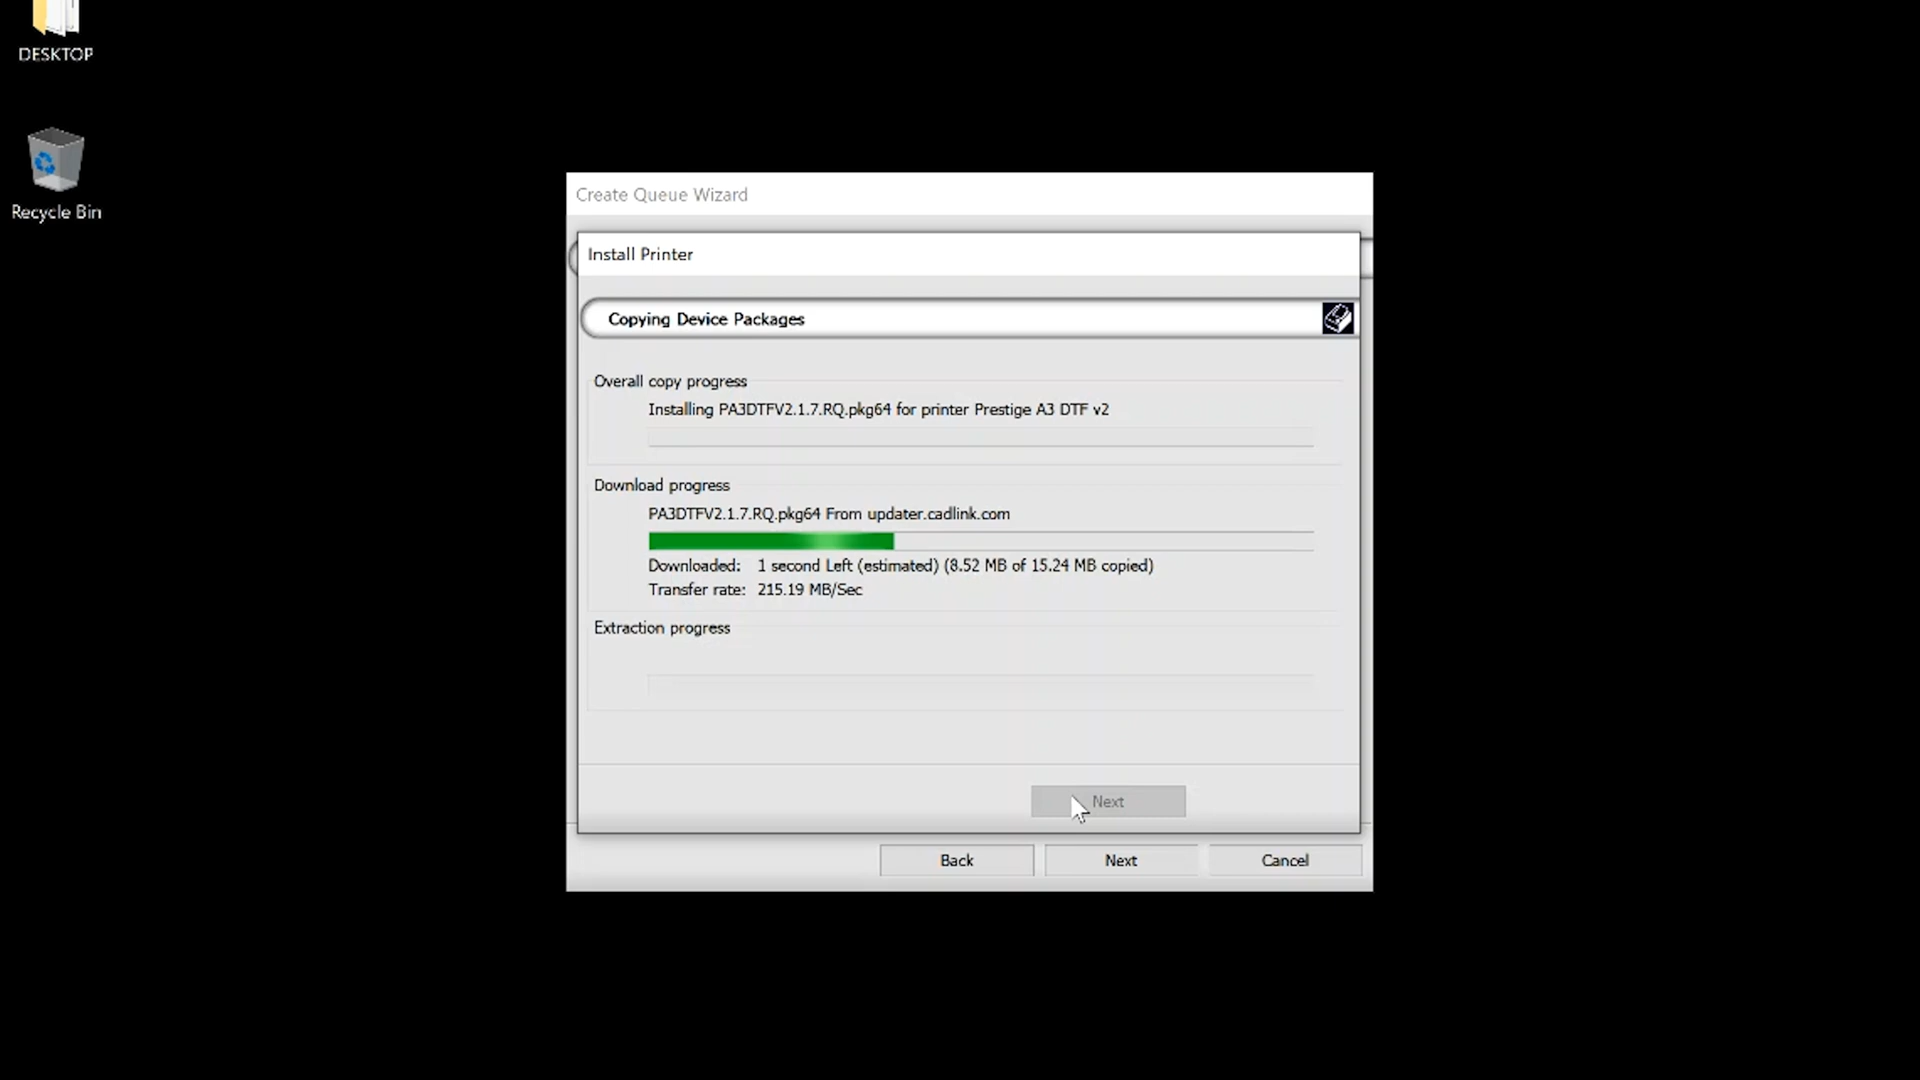 DESKTOP
Recycle Bin
Create Queue Wizard
Install Printer
Copying Device Packages
Overall copy progress
Installing PA3DTFV2.1.7.RQ.pkg64 for printer Prestige A3 DTF v2
Download progress
PA3DTFV2.1.7.RQ.pkg64 From updater.cadlink.com
Downloaded: 1 second Left (estimated) (8.52 MB of 15.24 MB copied)
Transfer rate: 215.19 MB/Sec
Extraction progress
Next
Back Next Cancel